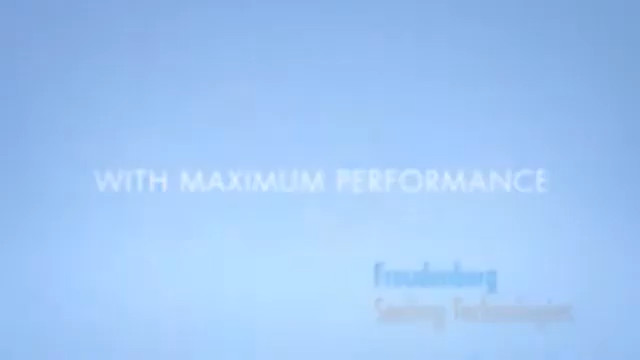 WITH MAXIMUM PERFORMANCE
Freudenberg
Sealing Technologies